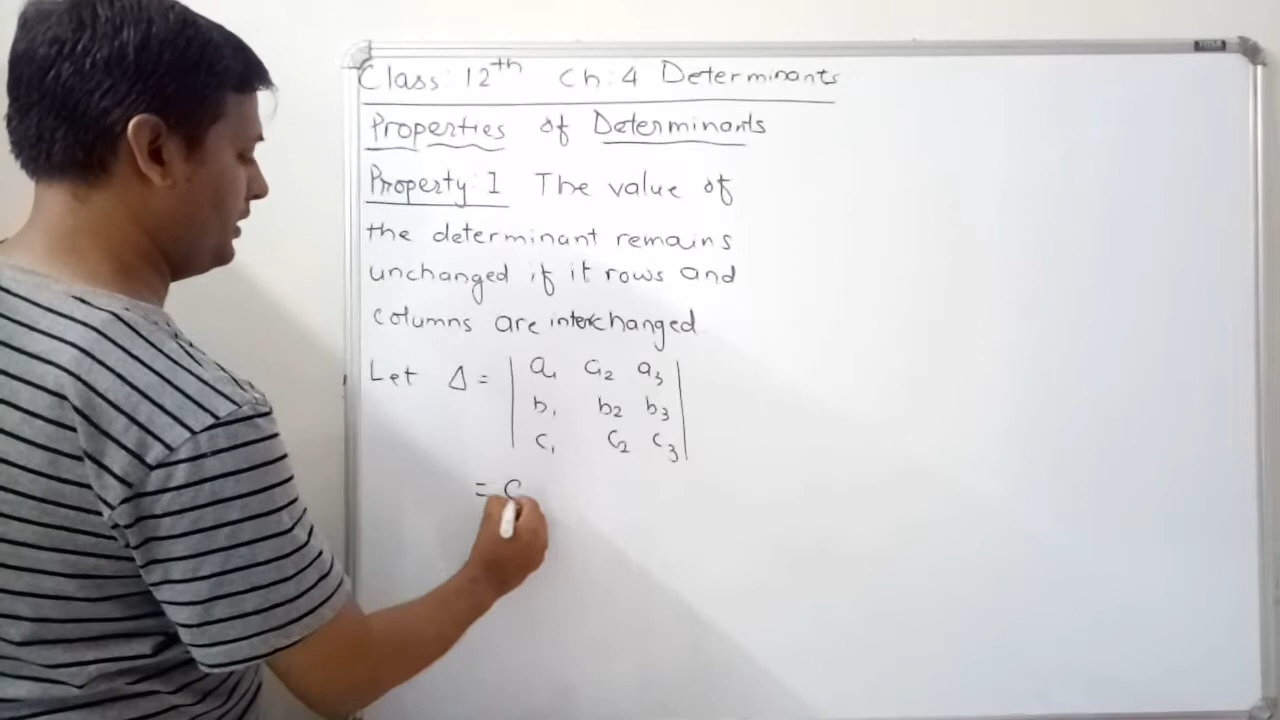 Class: 12th Ch: 4 Determinants
Properties of Determinants
Property: 1 The value of
the determinant remains
unchanged if it rows and
columns are interchanged
Let Δ = | a₁ a₂ a₃ |
| b₁ b₂ b₃ |
| c₁ c₂ c₃ |
=